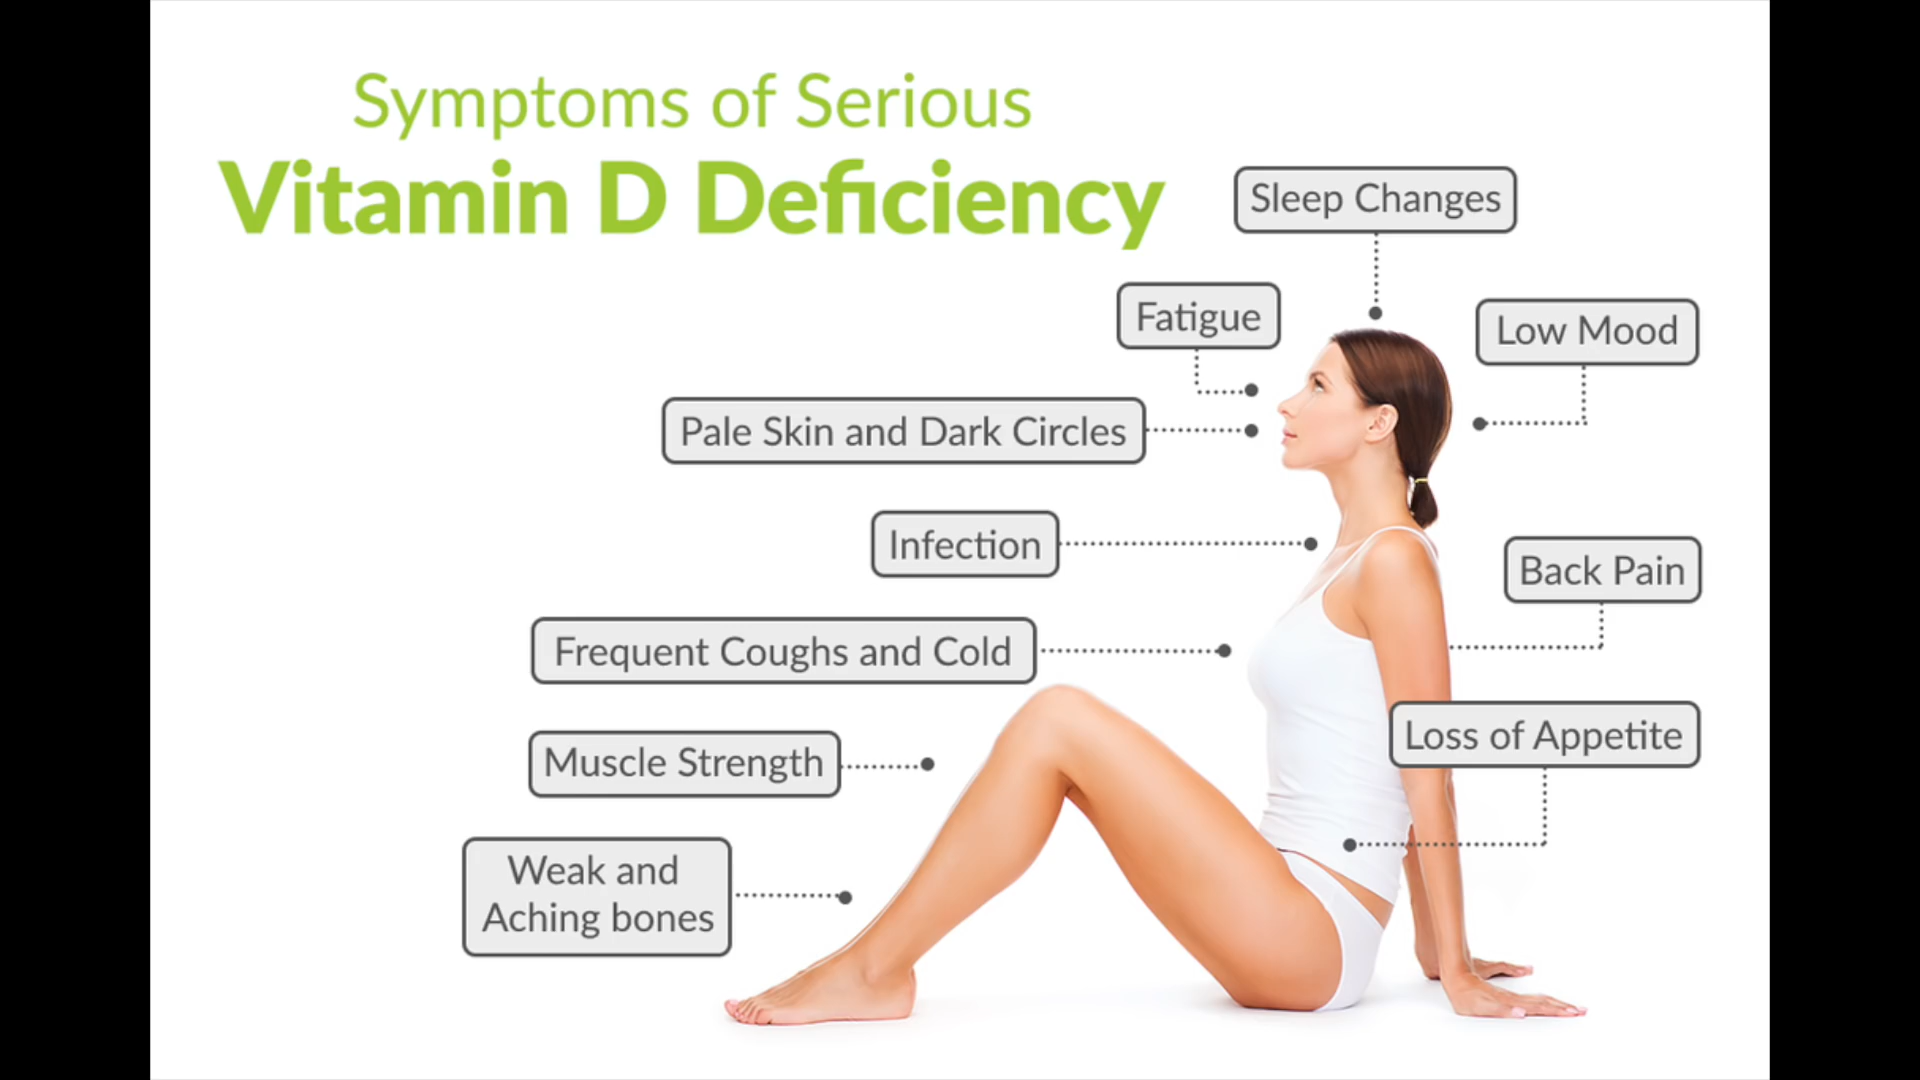 Symptoms of Serious
Vitamin D Deficiency
Sleep Changes
Fatigue
Low Mood
Pale Skin and Dark Circles
Infection
Back Pain
Frequent Coughs and Cold
Loss of Appetite
Muscle Strength
Weak and
Aching bones